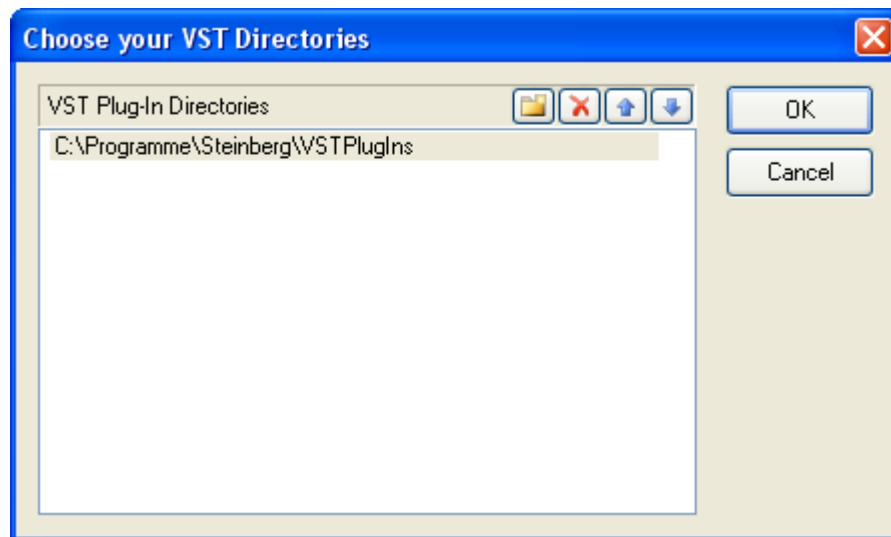 Choose your VST Directories
VST Plug-In Directories
OK
C:\Programme\Steinberg\VSTPlugIns
Cancel